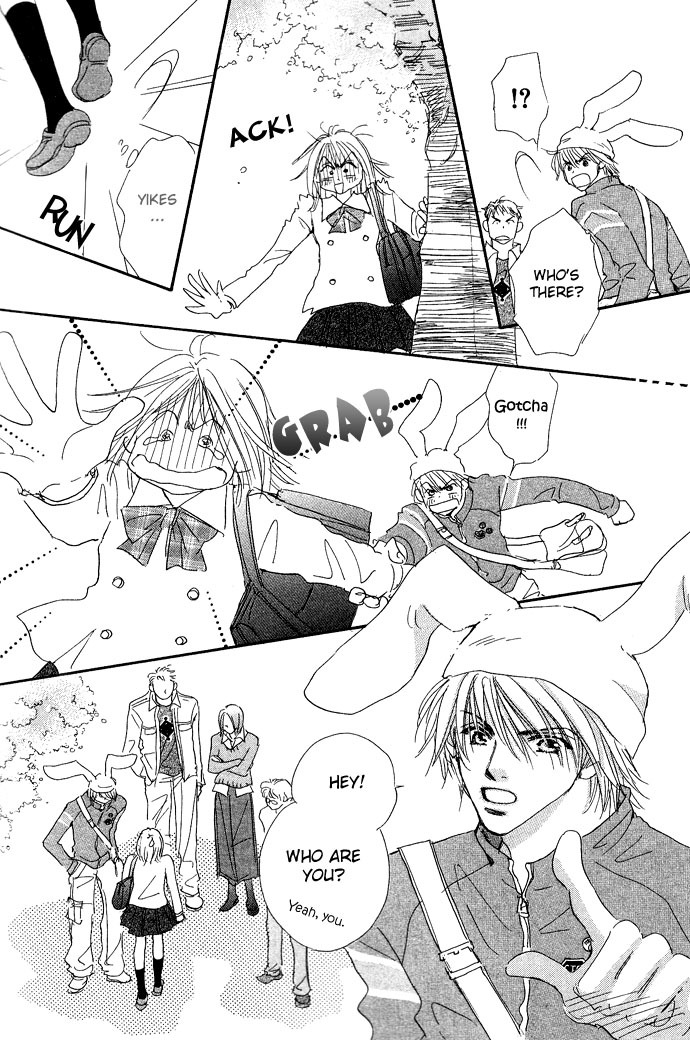 !?
WHO'S
THERE?
ACK!
YIKES
...
RUN
Gotcha
!!!
GRAB
HEY!
WHO ARE
YOU?
Yeah, you.